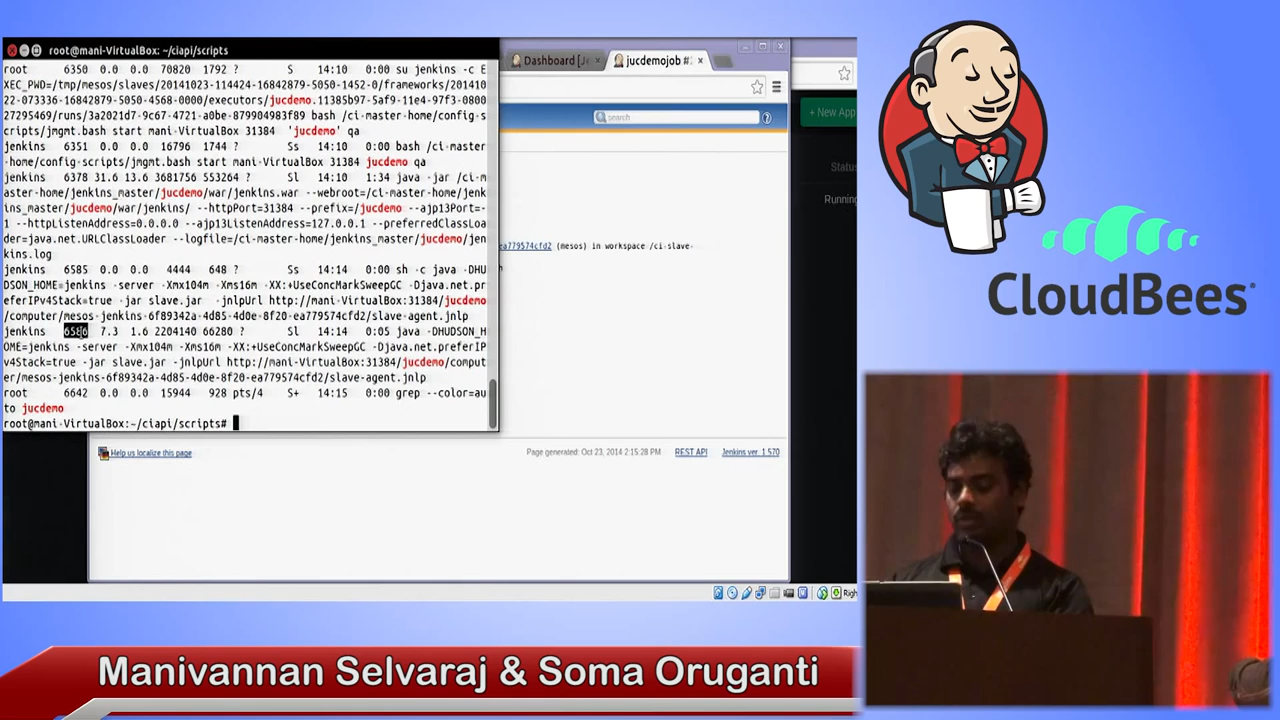 root@mani-VirtualBox: ~/ciapi/scripts
root 6350 0.0 0.0 70820 1792 ? S 14:10 0:00 su jenkins -c E
XEC_PWD=/tmp/mesos/slaves/20141023-114424-16842879-5050-1452-0/frameworks/201410
22-073336-16842879-5050-4568-0000/executors/jucdemo.11385b97-5af9-11e4-97f3-0800
27295469/runs/3a2021d7-9c67-4721-a0be-879904983f89 bash /ci-master-home/config-s
cripts/jmgmt.bash start mani-VirtualBox 31384 'jucdemo' qa
jenkins 6351 0.0 0.0 16796 1744 ? Ss 14:10 0:00 bash /ci-master
-home/config-scripts/jmgt.bash start mani-VirtualBox 31384 jucdemo qa
jenkins 6378 31.6 13.6 3681756 553264 ? Sl 14:10 1:34 java -jar /ci-m
aster-home/jenkins_master/jucdemo/war/jenkins.war --webroot=/ci-master-home/jenk
ins_master/jucdemo/war/jenkins/ --httpPort=31384 --prefix=/jucdemo --ajp13Port=-
1 --httpListenAddress=0.0.0.0 --ajp13ListenAddress=127.0.0.1 --preferredClassLoa
der=java.net.URLClassLoader --logfile=/ci-master-home/jenkins_master/jucdemo/jen
kins.log
jenkins 6585 0.0 0.0 4444 648 ? Ss 14:14 0:00 sh -c java -DHU
DSON_HOME=jenkins -server -Xmx104m -Xms16m -XX:+UseConcMarkSweepGC -Djava.net.pr
eferIPv4Stack=true -jar slave.jar -jnlpUrl http://mani-VirtualBox:31384/jucdemo
/computer/mesos-jenkins-6f89342a-4d85-4d0e-8f20-ea779574cfd2/slave-agent.jnlp
jenkins 6586 7.3 1.6 2204140 66280 ? Sl 14:14 0:05 java -DHUDSON_H
OME=jenkins -server -Xmx104m -Xms16m -XX:+UseConcMarkSweepGC -Djava.net.preferIP
v4Stack=true -jar slave.jar -jnlpUrl http://mani-VirtualBox:31384/jucdemo/comput
er/mesos-jenkins-6f89342a-4d85-4d0e-8f20-ea779574cfd2/slave-agent.jnlp
root 6642 0.0 0.0 15944 928 pts/4 S+ 14:15 0:00 grep --color=au
to jucdemo
root@mani-VirtualBox:~/ciapi/scripts#
Dashboard [Je
jucdemojob #
search
+ New App
Status
Running
ea779574cfd2 (mesos) in workspace /ci-slave-
Help us localize this page
Page generated: Oct 23, 2014 2:15:28 PM
REST API
Jenkins ver. 1.570
Righ
CloudBees
Manivannan Selvaraj & Soma Oruganti